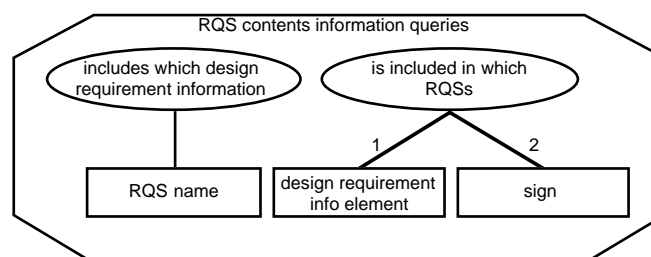 RQS contents information queries
includes which design
requirement information
is included in which
RQSs
1
2
RQS name
design requirement
info element
sign